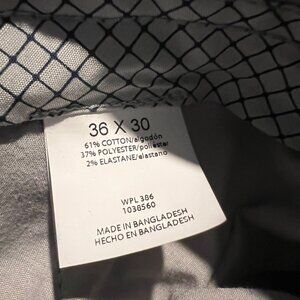 36 X 30
61% COTTON/algodón
37% POLYESTER/poliéster
2% ELASTANE/elastano
WPL 386
1038560
MADE IN BANGLADESH
HECHO EN BANGLADESH